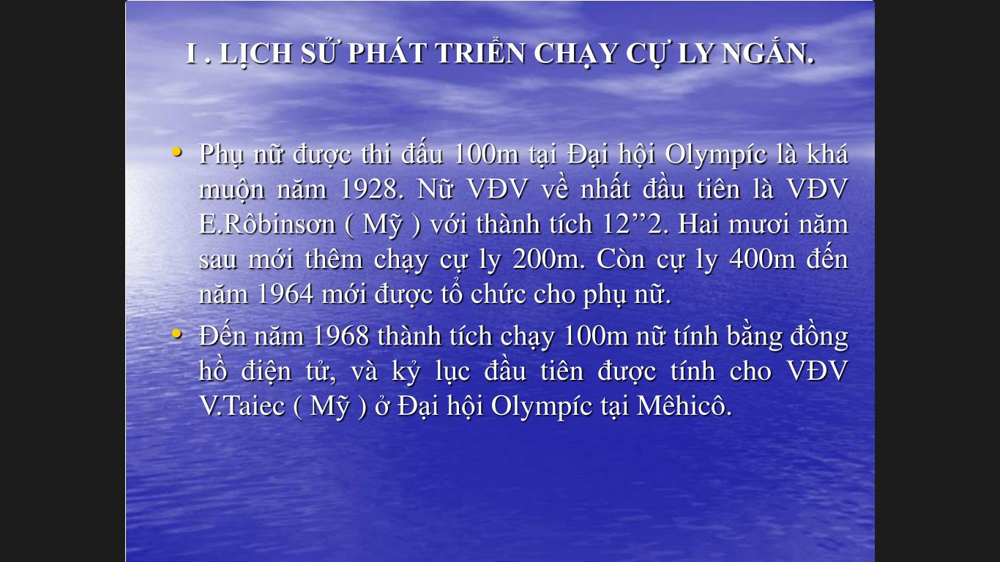 I . LỊCH SỬ PHÁT TRIỂN CHẠY CỰ LY NGẮN.
• Phụ nữ được thi đấu 100m tại Đại hội Olympíc là khá
muộn năm 1928. Nữ VĐV về nhất đầu tiên là VĐV
E.Rôbinsơn ( Mỹ ) với thành tích 12’’2. Hai mươi năm
sau mới thêm chạy cự ly 200m. Còn cự ly 400m đến
năm 1964 mới được tổ chức cho phụ nữ.
• Đến năm 1968 thành tích chạy 100m nữ tính bằng đồng
hồ điện tử, và kỷ lục đầu tiên được tính cho VĐV
V.Taiec ( Mỹ ) ở Đại hội Olympíc tại Mêhicô.